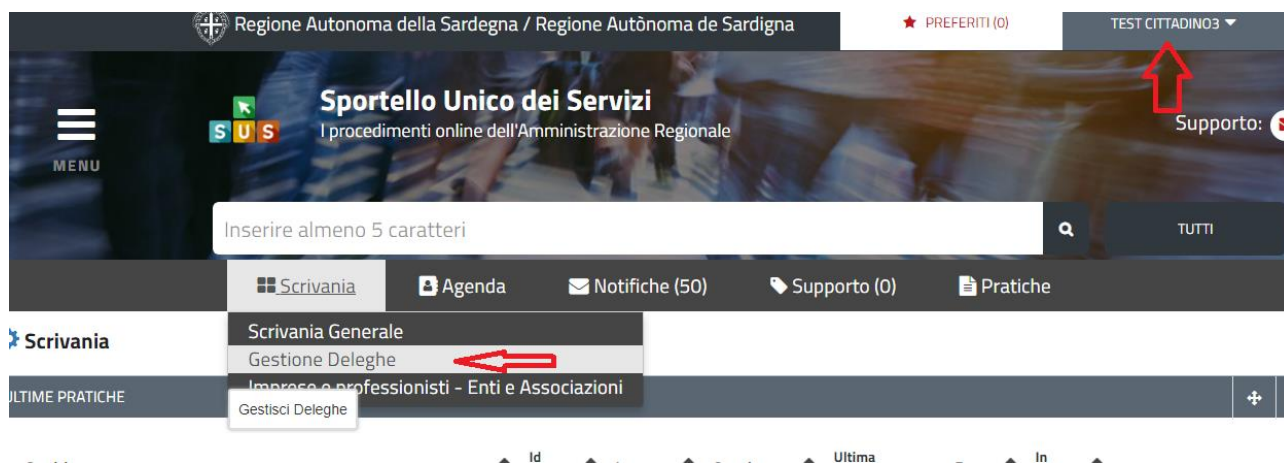 Regione Autonoma della Sardegna / Regione Autònoma de Sardigna
PREFERITI (0)
TEST CITTADINO3
MENU
SUS
Sportello Unico dei Servizi
I procedimenti online dell'Amministrazione Regionale
Supporto:
Inserire almeno 5 caratteri
TUTTI
Scrivania
Agenda
Notifiche (50)
Supporto (0)
Pratiche
Scrivania
Scrivania Generale
Gestione Deleghe
Imprese e professionisti - Enti e Associazioni
ULTIME PRATICHE
Gestisci Deleghe
Id
Ultima
In